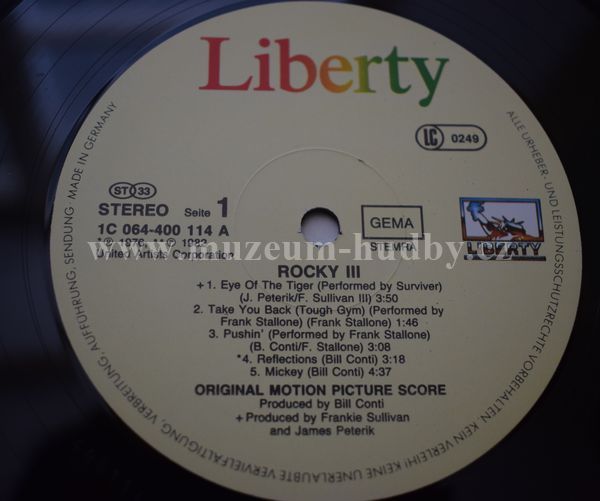 Liberty
LC 0249
ST 33
STEREO Seite 1
1C 064-400 114 A
United Artists Corporation
GEMA
STEMRA
LIBERTY
www.muzeum-hudby.cz
ROCKY III
+1. Eye Of The Tiger (Performed by Surviver)
(J. Peterik/F. Sullivan III) 3:50
2. Take You Back (Tough Gym) (Performed by
Frank Stallone) (Frank Stallone) 1:46
3. Pushin' (Performed by Frank Stallone)
(B. Conti/F. Stallone) 3:08
*4. Reflections (Bill Conti) 3:18
5. Mickey (Bill Conti) 4:37
ORIGINAL MOTION PICTURE SCORE
Produced by Bill Conti
+ Produced by Frankie Sullivan
and James Peterik
ALLE URHEBER- UND LEISTUNGSSCHUTZRECHTE VORBEHALTEN. KEIN VERLEIH! KEINE UNERLAUBTE VERVIELFÄLTIGUNG, VERBREITUNG, AUFFÜHRUNG, SENDUNG · MADE IN GERMANY